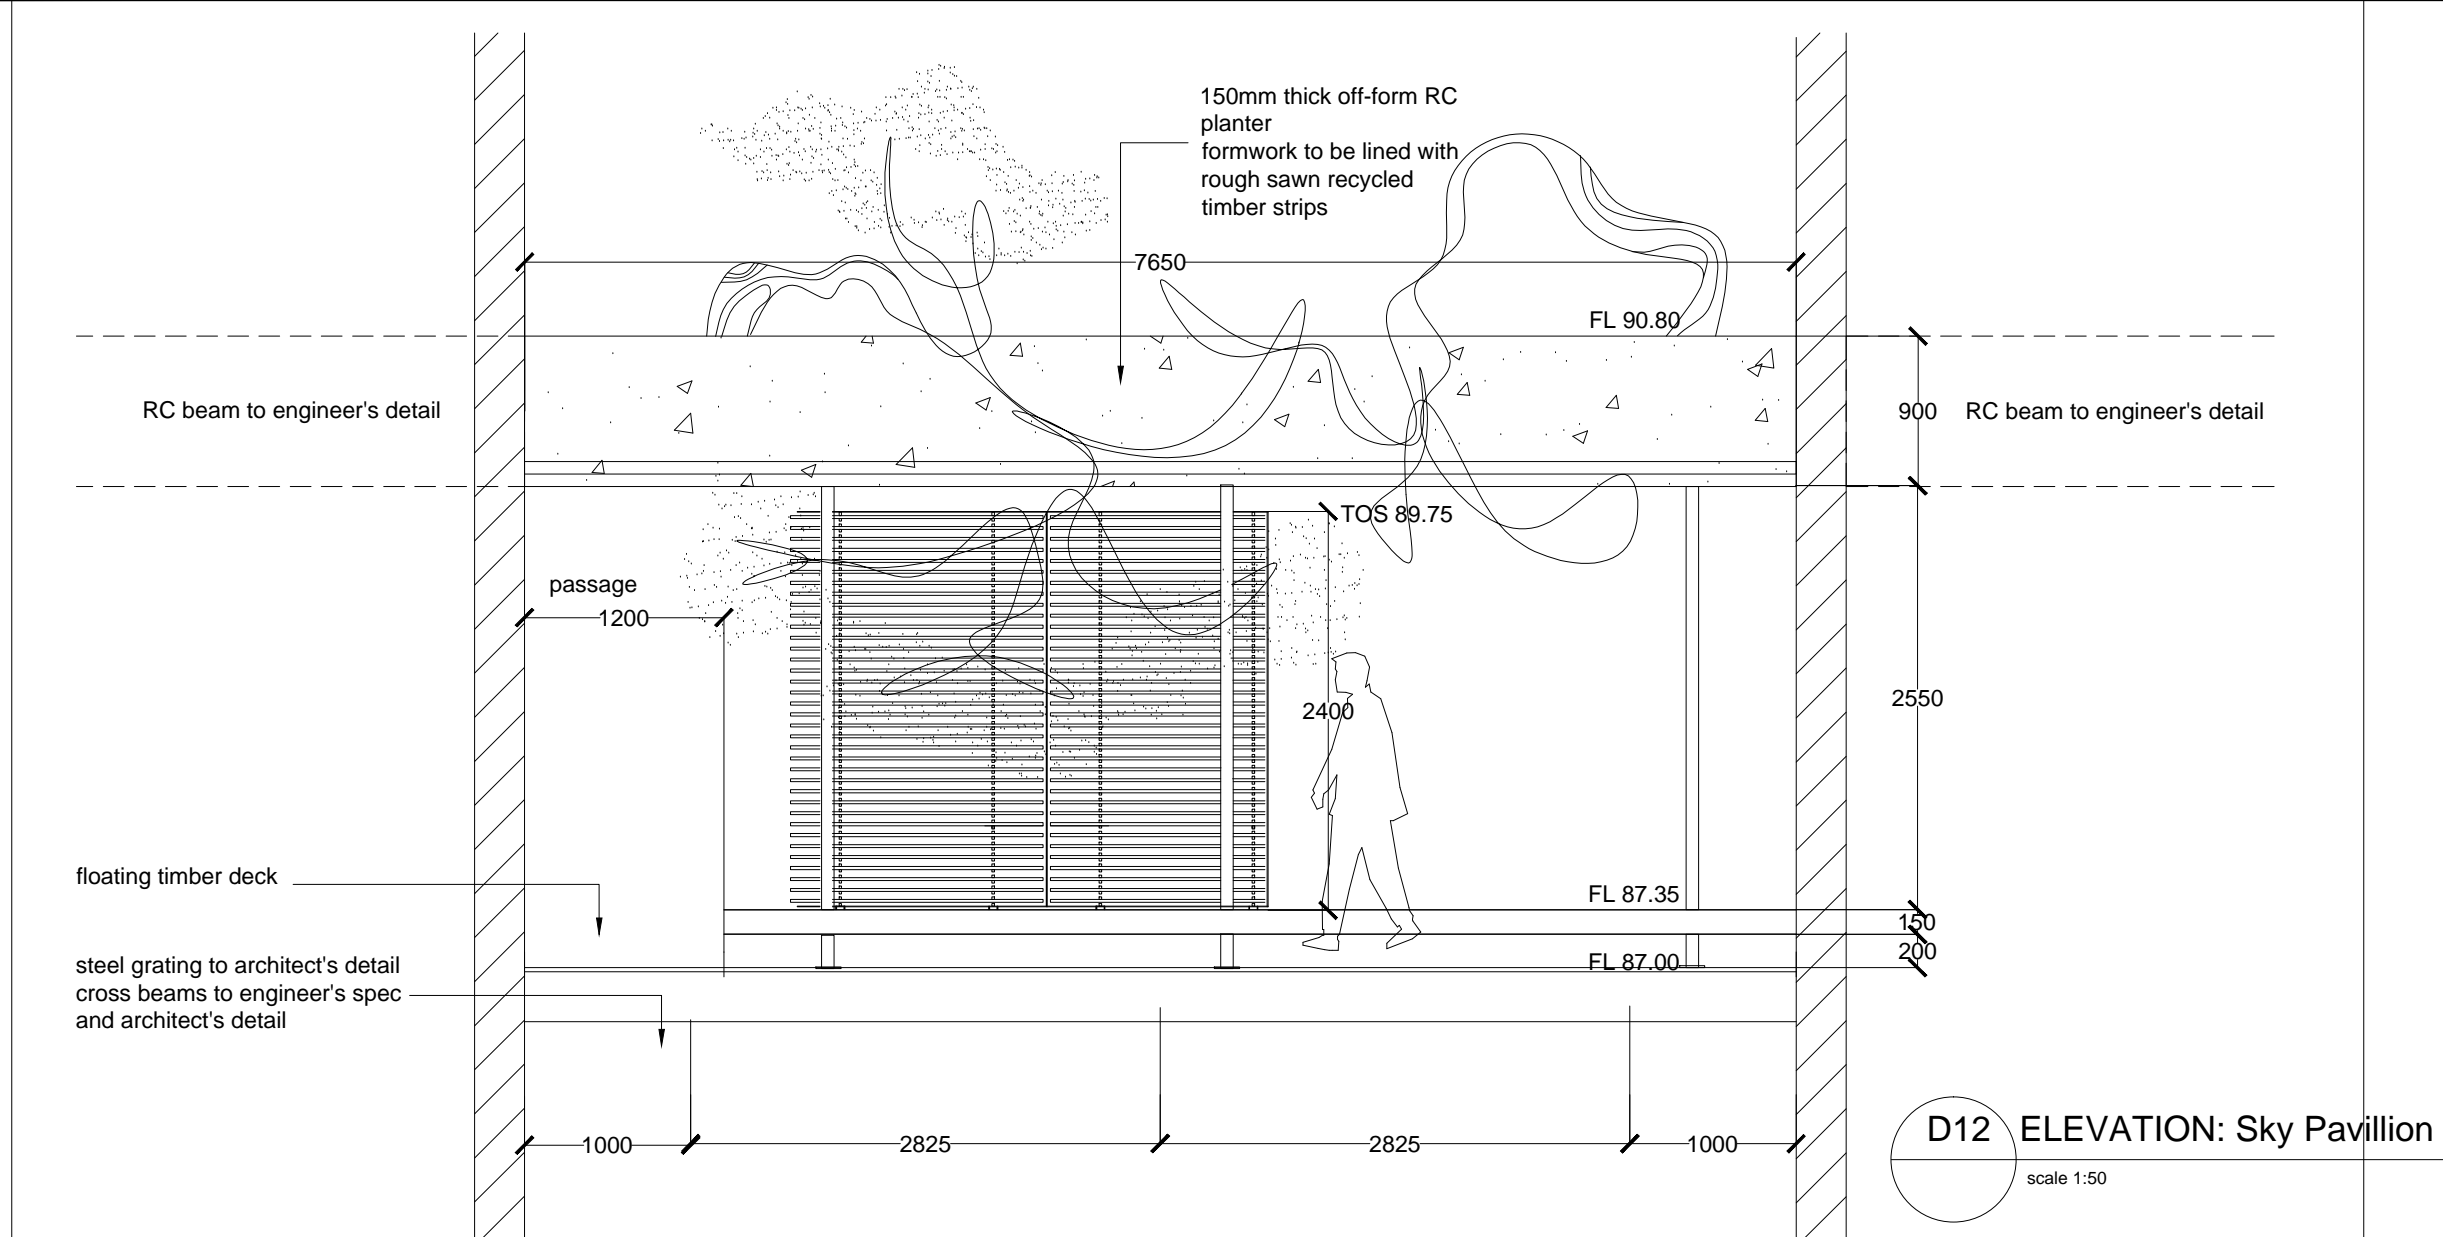 150mm thick off-form RC
planter
formwork to be lined with
rough sawn recycled
timber strips
7650
FL 90.80
RC beam to engineer's detail
900
RC beam to engineer's detail
TOS 89.75
passage
1200
2400
2550
floating timber deck
FL 87.35
150
200
steel grating to architect's detail
cross beams to engineer's spec
and architect's detail
FL 87.00
1000
2825
2825
1000
D12
ELEVATION: Sky Pavillion
scale 1:50